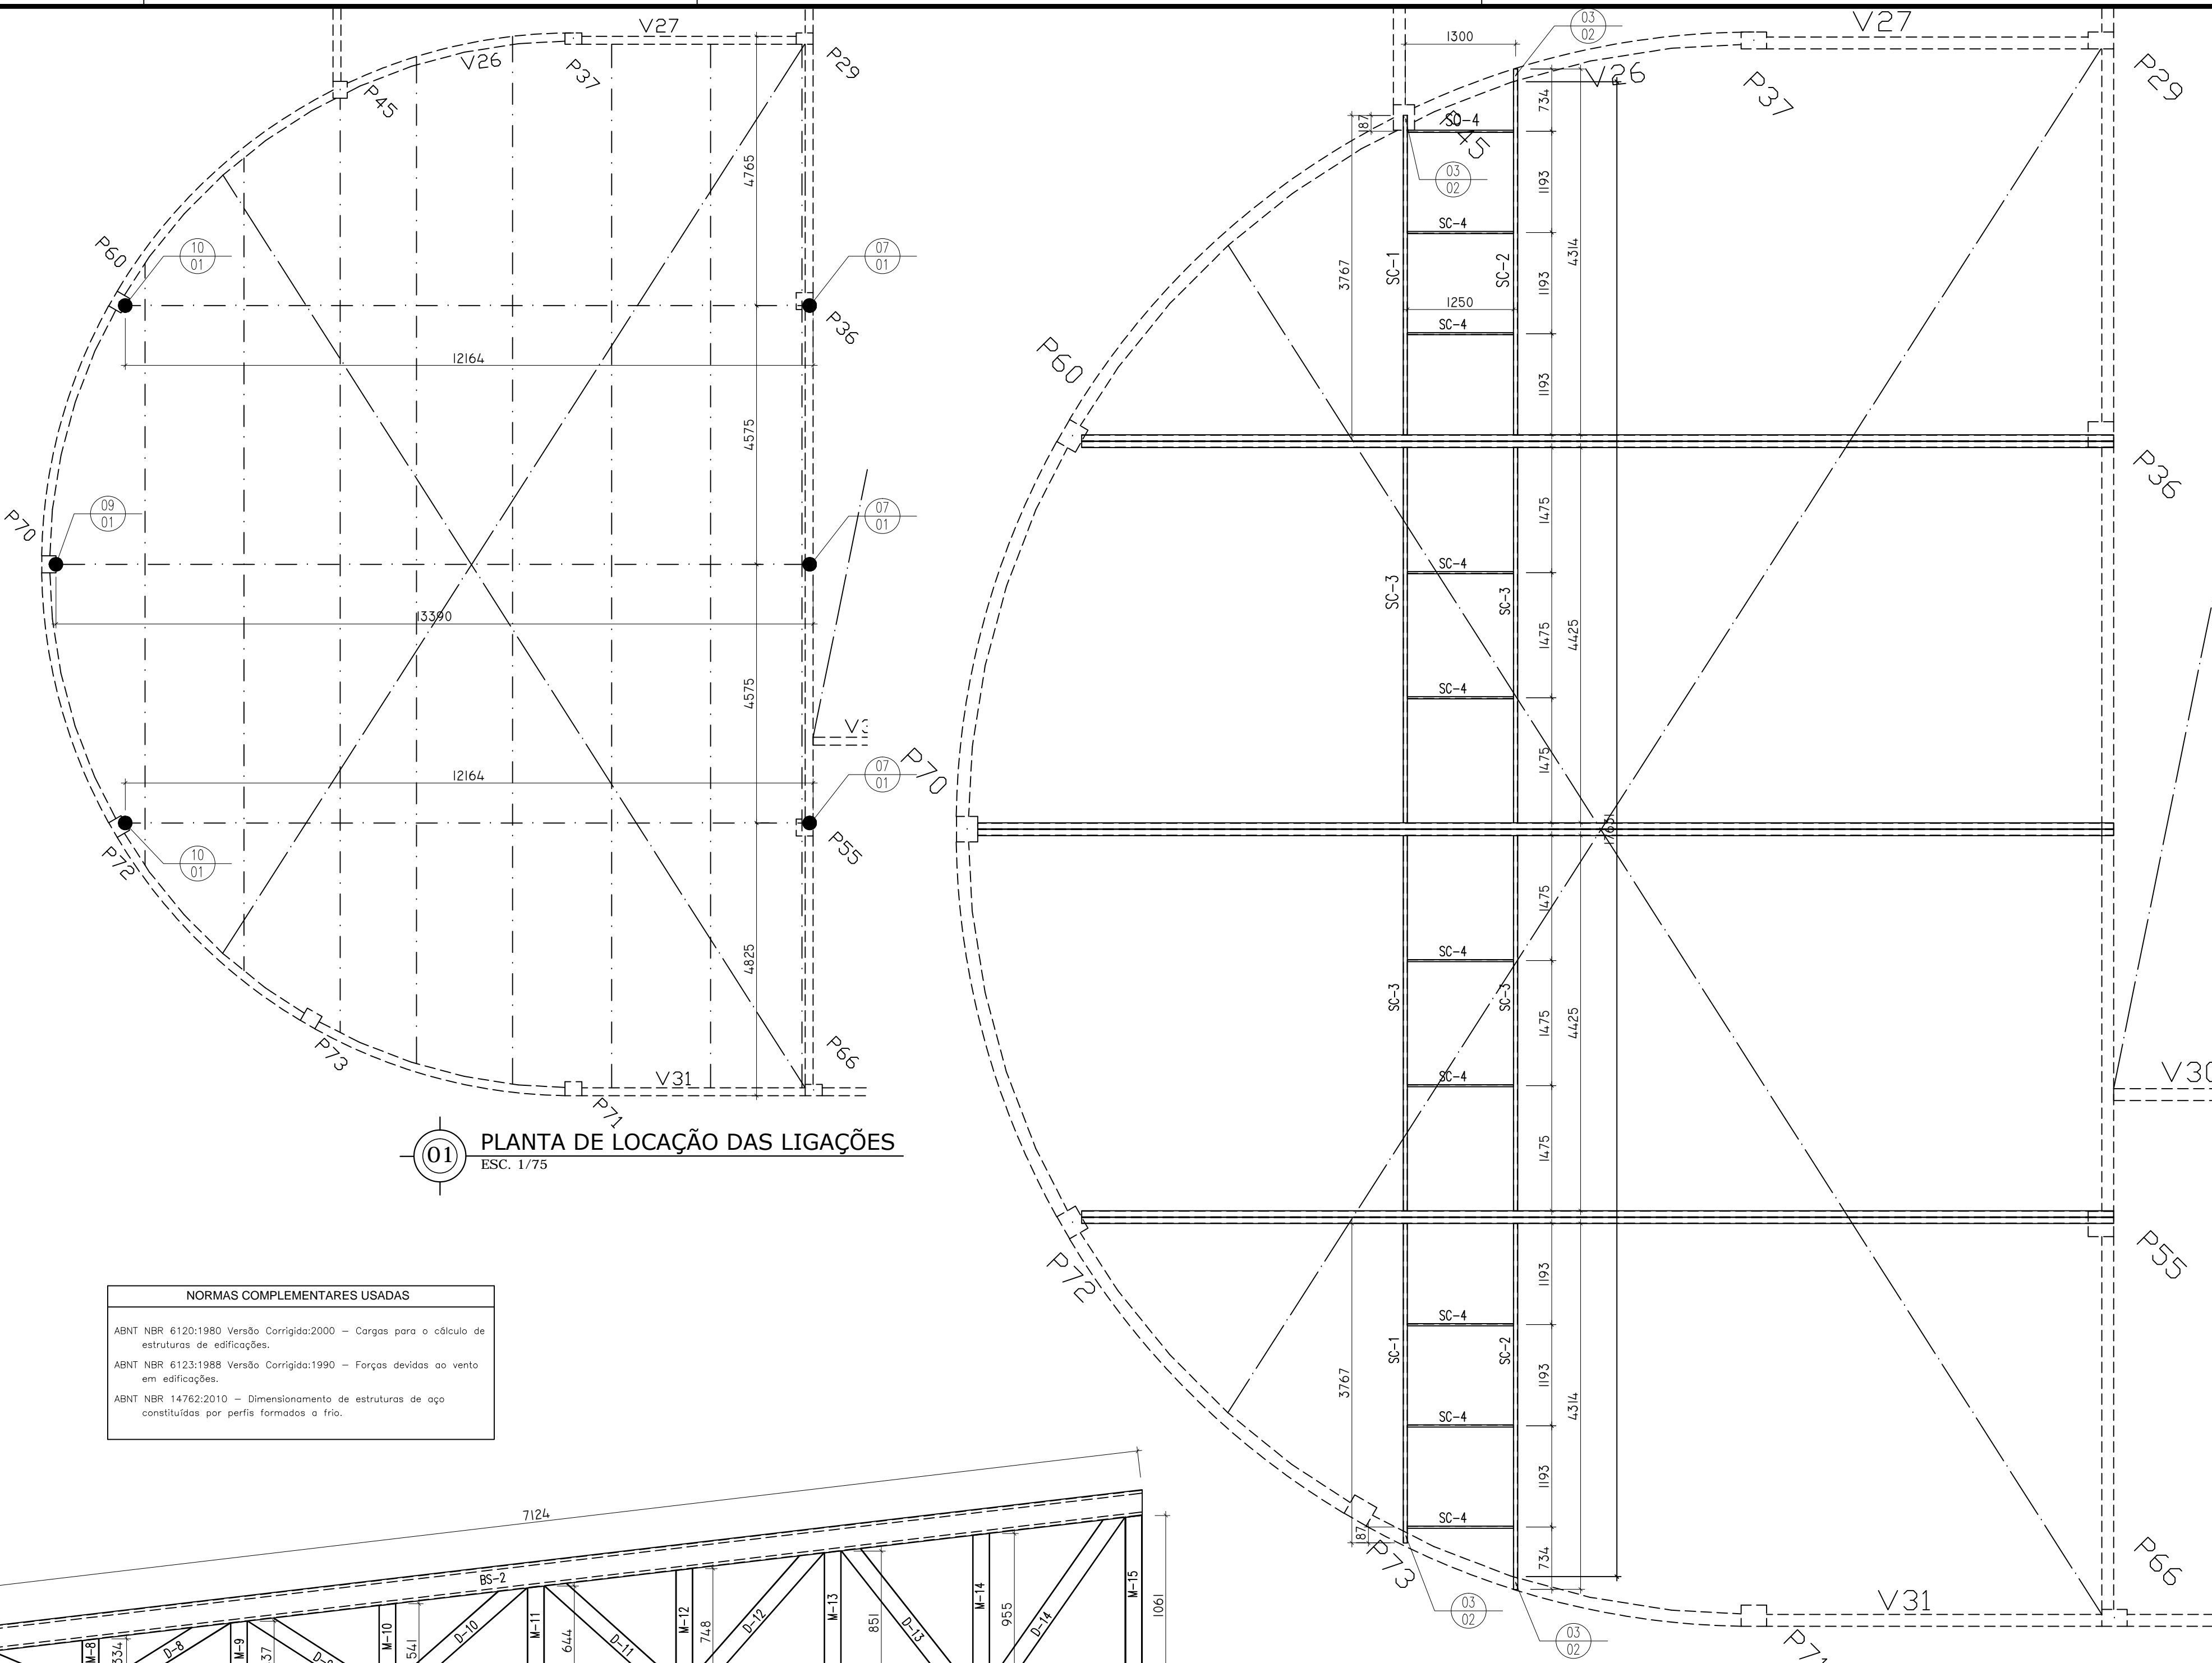 V27
V26
P37
P29
P45
4765
P60
10
01
07
01
P36
12164
4575
09
01
07
01
P70
13390
4575
V3
12164
07
01
P72
10
01
P55
4825
P73
P66
V31
P71
01
PLANTA DE LOCAÇÃO DAS LIGAÇÕES
ESC. 1/75
NORMAS COMPLEMENTARES USADAS
ABNT NBR 6120:1980 Versão Corrigida:2000 – Cargas para o cálculo de
estruturas de edificações.
ABNT NBR 6123:1988 Versão Corrigida:1990 – Forças devidas ao vento
em edificações.
ABNT NBR 14762:2010 – Dimensionamento de estruturas de aço
constituídas por perfis formados a frio.
7124
BS-2
M-8
334
D-8
M-9
37
M-10
541
D-10
M-11
644
D-11
M-12
748
D-12
M-13
851
D-13
M-14
955
D-14
M-15
1061
03
02
1300
V27
V26
P37
P29
734
187
SC-4
P45
03
02
1193
SC-4
3767
SC-1
SC-2
1193
4314
1250
SC-4
P60
1193
P36
1475
SC-4
SC-3
SC-3
1475
4425
SC-4
1475
P70
17631
1475
SC-4
SC-3
SC-3
1475
4425
SC-4
V30
1475
P72
P55
1193
SC-4
SC-1
SC-2
3767
1193
4314
SC-4
1193
SC-4
187
P73
734
P66
03
02
03
02
V31
P71